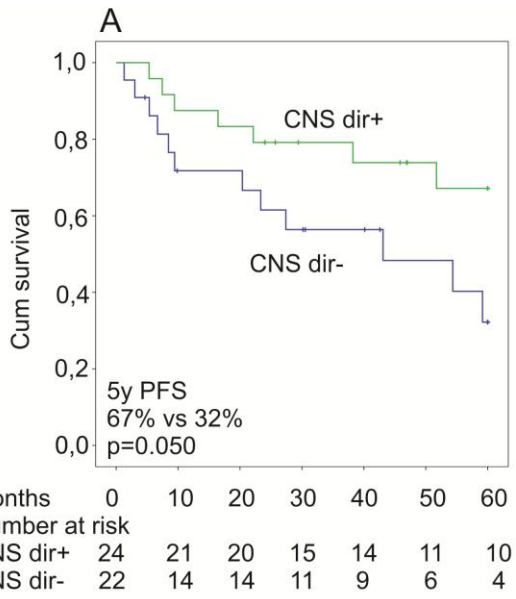 A
1,0
0,8
0,6
0,4
0,2
0,0
Cum survival
CNS dir+
CNS dir-
5y PFS
67% vs 32%
p=0.050
onths 0 10 20 30 40 50 60
umber at risk
NS dir+ 24 21 20 15 14 11 10
NS dir- 22 14 14 11 9 6 4